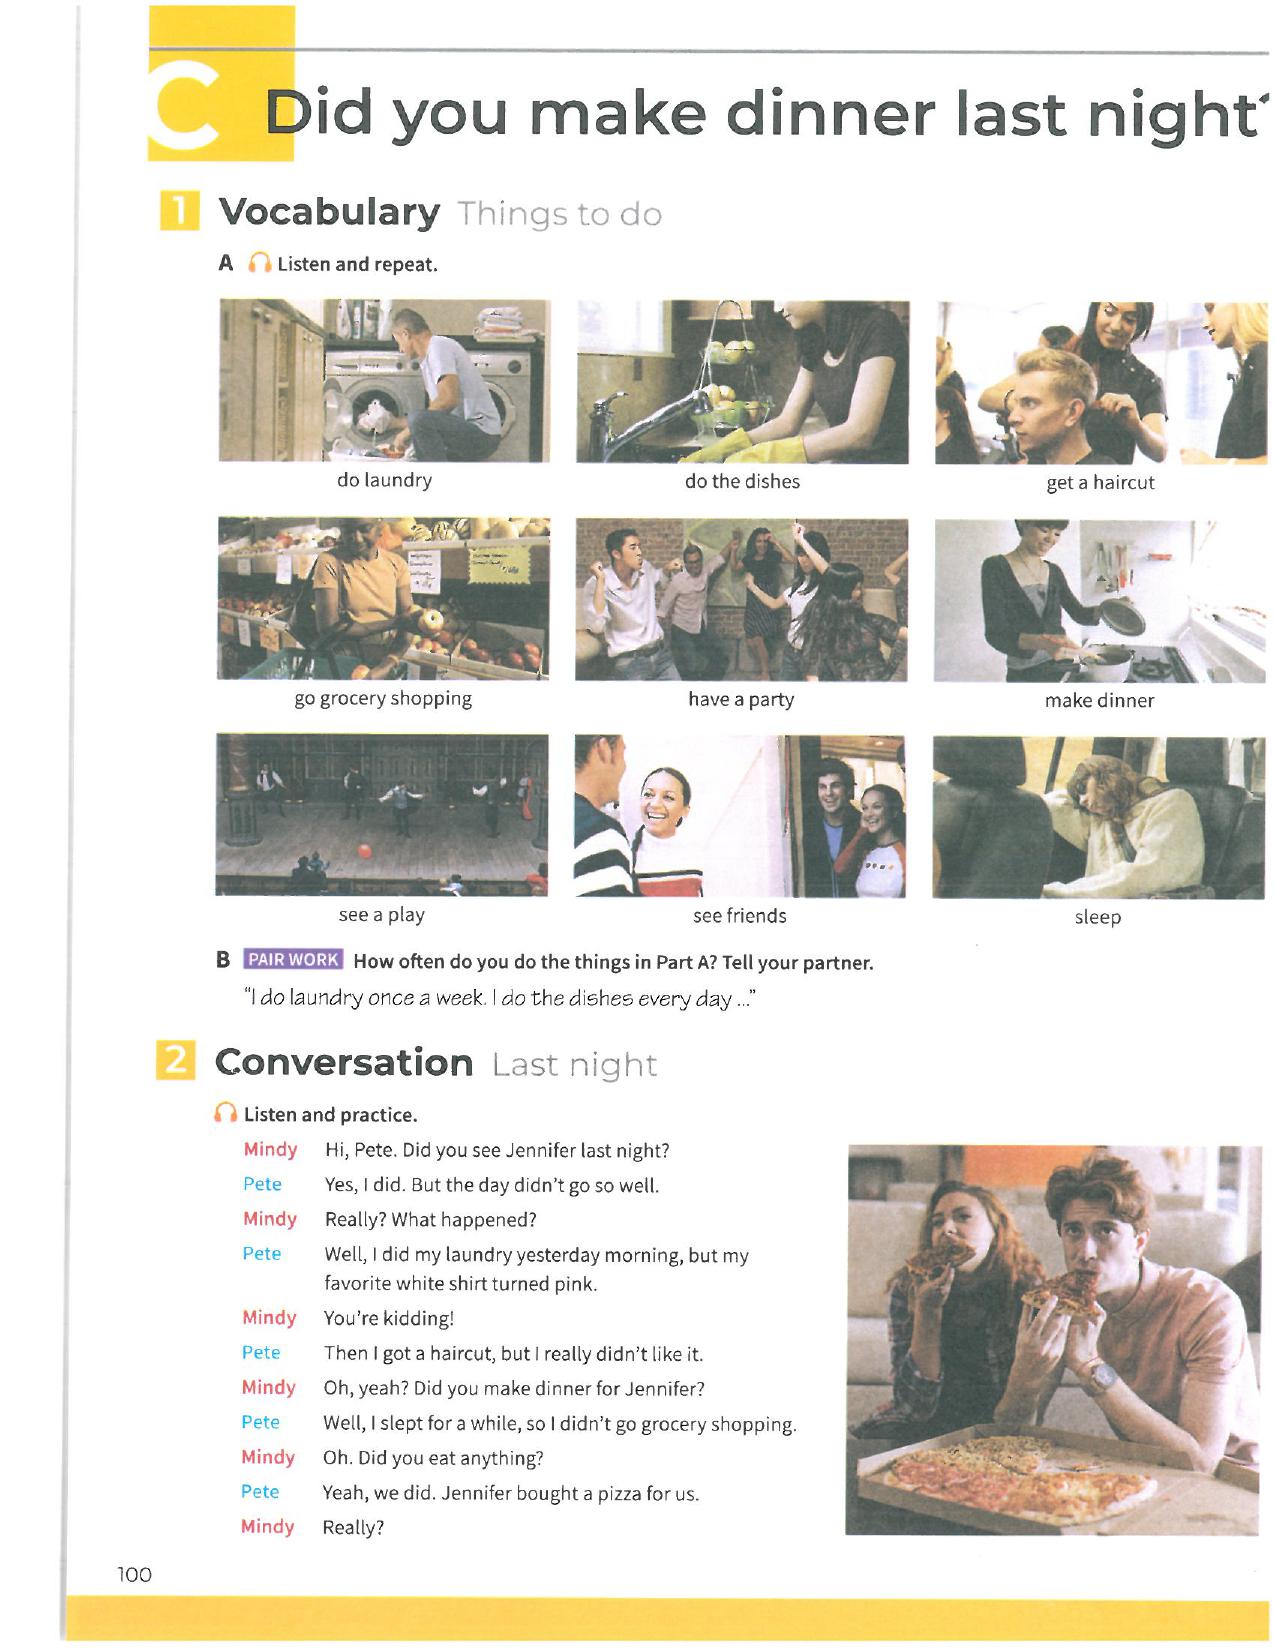 C Did you make dinner last night
1 Vocabulary Things to do
A Listen and repeat.
do laundry
do the dishes
get a haircut
go grocery shopping
have a party
make dinner
see a play
see friends
sleep
B PAIR WORK How often do you do the things in Part A? Tell your partner.
"I do laundry once a week. I do the dishes every day ..."
2 Conversation Last night
Listen and practice.
Mindy Hi, Pete. Did you see Jennifer last night?
Pete Yes, I did. But the day didn't go so well.
Mindy Really? What happened?
Pete Well, I did my laundry yesterday morning, but my
favorite white shirt turned pink.
Mindy You're kidding!
Pete Then I got a haircut, but I really didn't like it.
Mindy Oh, yeah? Did you make dinner for Jennifer?
Pete Well, I slept for a while, so I didn't go grocery shopping.
Mindy Oh. Did you eat anything?
Pete Yeah, we did. Jennifer bought a pizza for us.
Mindy Really?
100